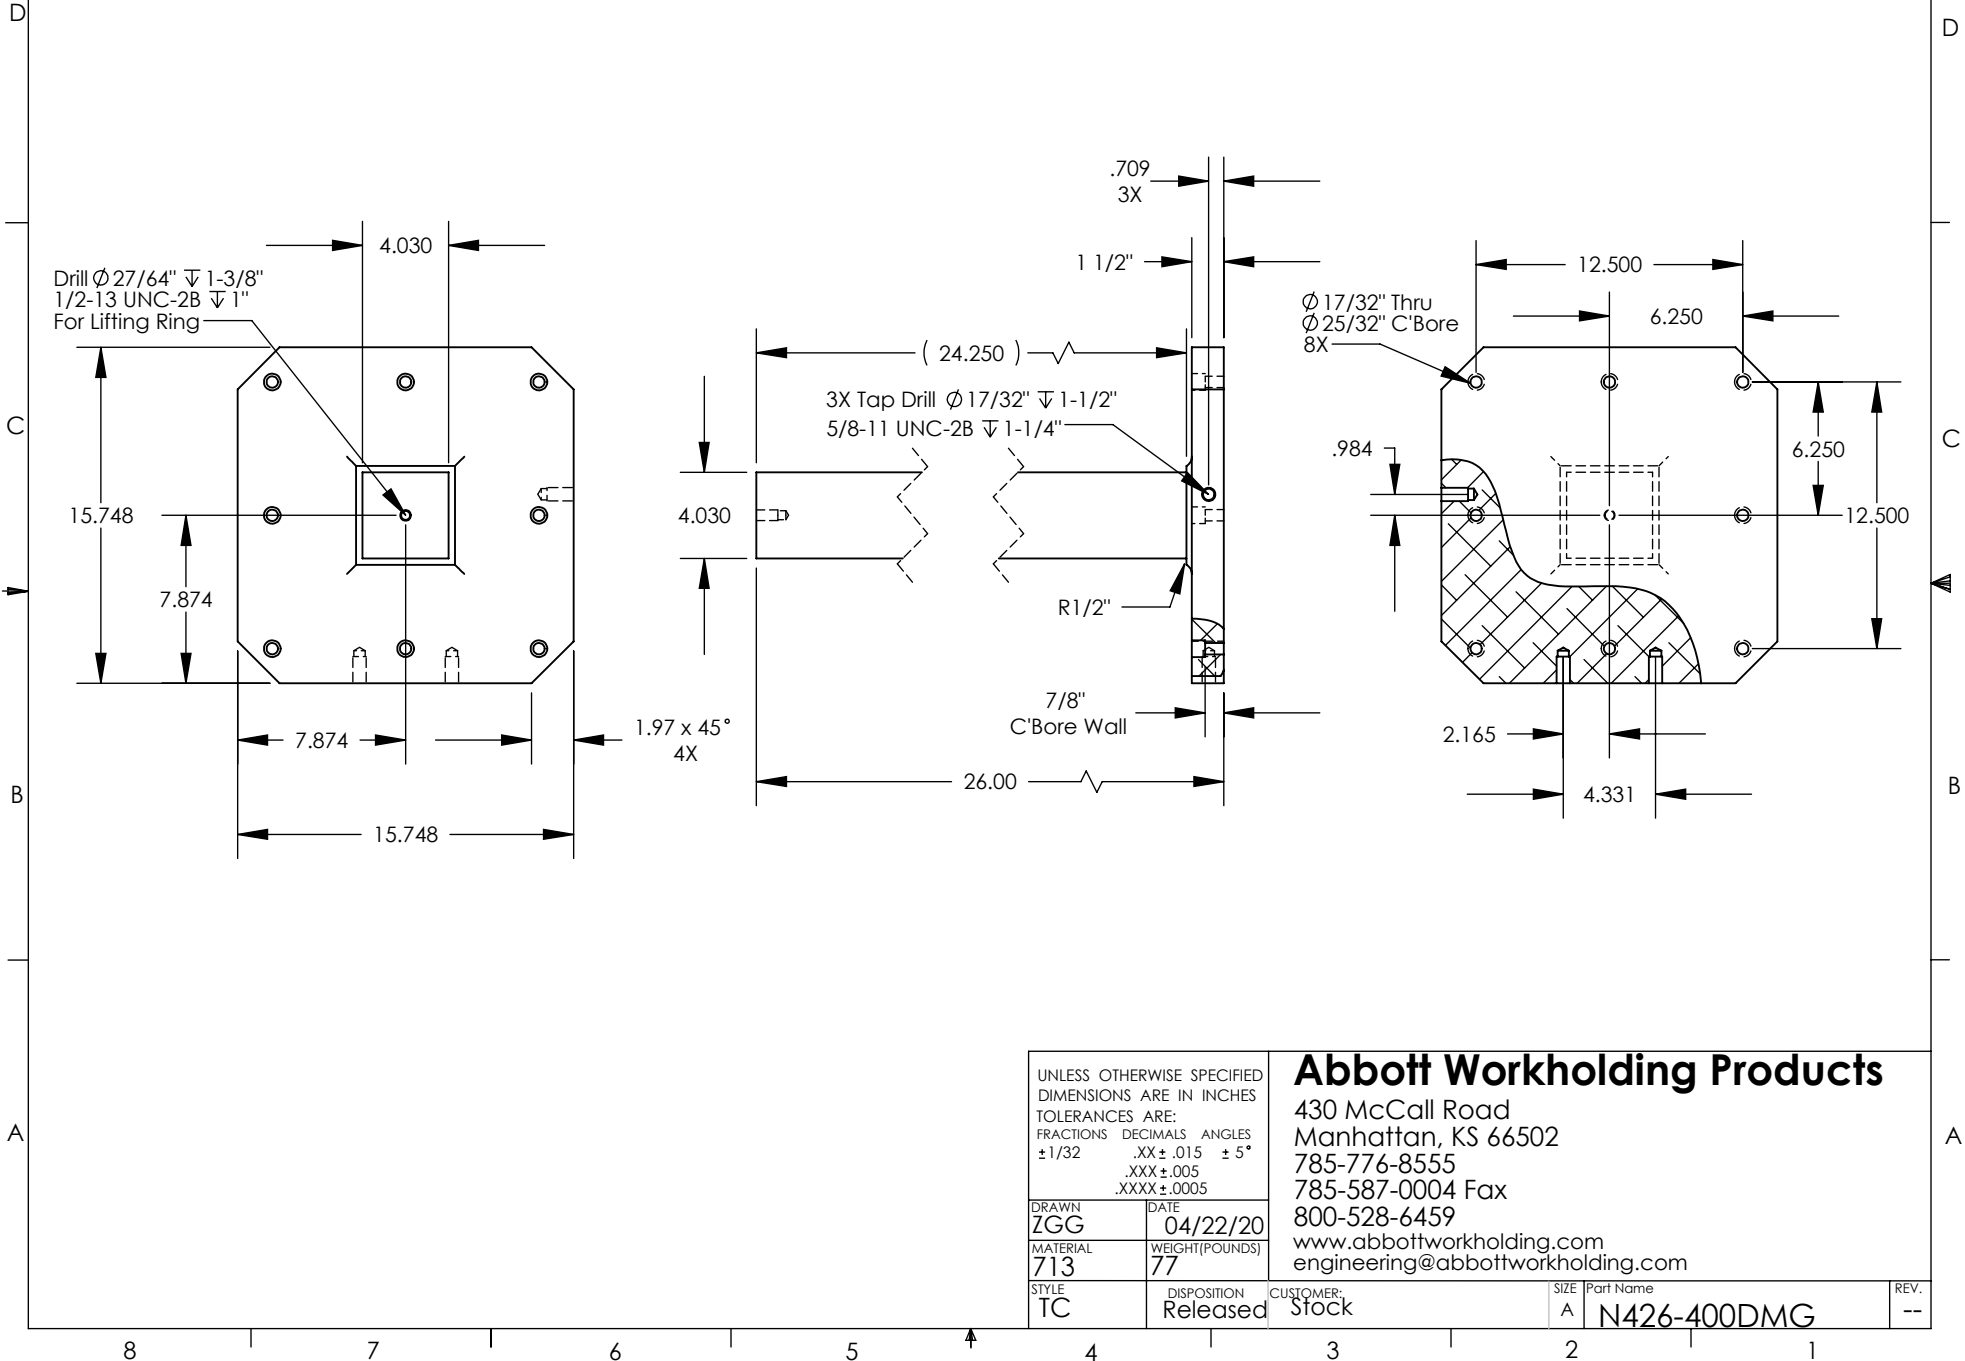 D
D
.709
3X
4.030
1 1/2"
12.500
Drill Ø 27/64" ↧ 1-3/8"
1/2-13 UNC-2B ↧ 1"
For Lifting Ring
Ø 17/32" Thru
Ø 25/32" C'Bore
8X
6.250
( 24.250 )
3X Tap Drill Ø 17/32" ↧ 1-1/2"
5/8-11 UNC-2B ↧ 1-1/4"
C
C
.984
6.250
15.748
4.030
12.500
7.874
R1/2"
7/8"
C'Bore Wall
1.97 x 45°
4X
7.874
2.165
26.00
4.331
B
B
15.748
A
A
UNLESS OTHERWISE SPECIFIED
DIMENSIONS ARE IN INCHES
TOLERANCES ARE:
FRACTIONS DECIMALS ANGLES
±1/32 .XX± .015 ± 5°
.XXX±.005
.XXXX±.0005
Abbott Workholding Products
430 McCall Road
Manhattan, KS 66502
785-776-8555
785-587-0004 Fax
800-528-6459
www.abbottworkholding.com
engineering@abbottworkholding.com
DRAWN
ZGG
DATE
04/22/20
MATERIAL
713
WEIGHT(POUNDS)
77
STYLE
TC
DISPOSITION
Released
CUSTOMER:
Stock
SIZE
A
Part Name
N426-400DMG
REV.
--
8 7 6 5 4 3 2 1